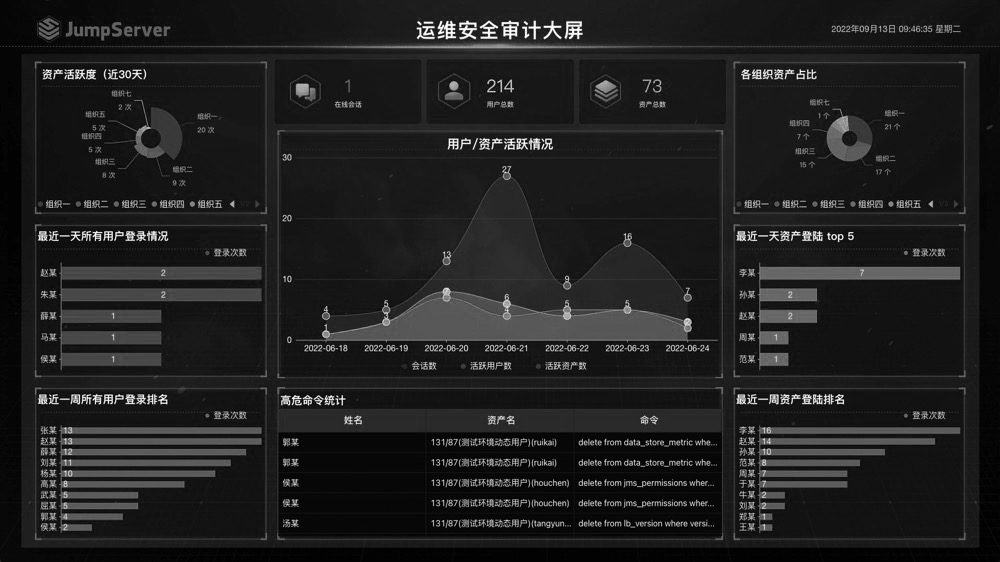 JumpServer
运维安全审计大屏
2022年09月13日 09:46:35 星期二
资产活跃度（近30天）
组织七
2 次
组织五
5 次
组织四
5 次
组织三
8 次
组织二
9 次
组织一
20 次
组织一 组织二 组织三 组织四 组织五
1
在线会话
214
用户总数
73
资产总数
各组织资产占比
组织七
1 个
组织四
7 个
组织三
15 个
组织二
17 个
组织一
21 个
组织一 组织二 组织三 组织四 组织五
用户/资产活跃情况
30
20
10
0
4 5 13 27 9 16 7
1 3 8 6 5 5 3
4 4
2022-06-18 2022-06-19 2022-06-20 2022-06-21 2022-06-22 2022-06-23 2022-06-24
会话数 活跃用户数 活跃资产数
最近一天所有用户登录情况
登录次数
赵某 2
朱某 2
薛某 1
马某 1
侯某 1
最近一天资产登陆 top 5
登录次数
李某 7
孙某 2
赵某 2
周某 1
范某 1
最近一周所有用户登录排名
登录次数
张某 13
赵某 13
薛某 12
刘某 11
杨某 10
高某 8
武某 5
屈某 5
郭某 4
侯某 2
高危命令统计
姓名 资产名 命令
郭某 131/87(测试环境动态用户)(ruikai) delete from data_store_metric whe...
郭某 131/87(测试环境动态用户)(ruikai) delete from data_store_metric whe...
侯某 131/87(测试环境动态用户)(houchen) delete from jms_permissions wher...
侯某 131/87(测试环境动态用户)(houchen) delete from jms_permissions wher...
汤某 131/87(测试环境动态用户)(tangyun... delete from lb_version where versi...
最近一周资产登陆排名
登录次数
李某 16
赵某 14
孙某 10
范某 8
周某 7
于某 7
牛某 2
刘某 2
郑某 1
王某 1